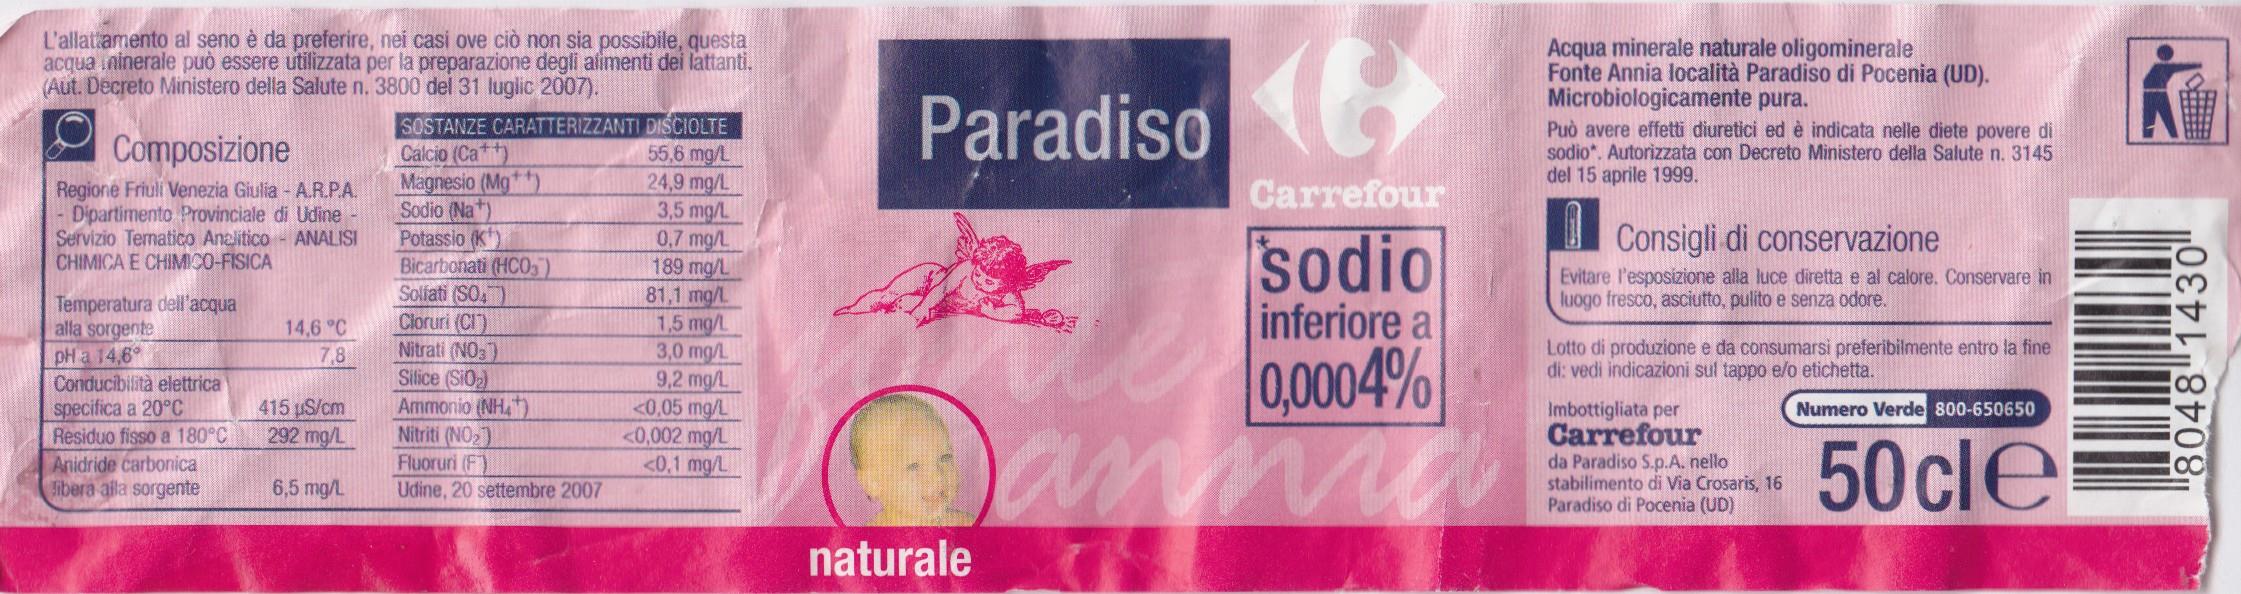 L'allattamento al seno è da preferire, nei casi ove ciò non sia possibile, questa
acqua minerale può essere utilizzata per la preparazione degli alimenti dei lattanti.
(Aut. Decreto Ministero della Salute n. 3800 del 31 luglio 2007).
Composizione
Regione Friuli Venezia Giulia - A.R.P.A.
- Dipartimento Provinciale di Udine -
Servizio Tematico Analitico - ANALISI
CHIMICA E CHIMICO-FISICA
Temperatura dell'acqua
alla sorgente 14,6 °C
pH a 14,6° 7,8
Conducibilità elettrica
specifica a 20°C 415 µS/cm
Residuo fisso a 180°C 292 mg/L
Anidride carbonica
libera alla sorgente 6,5 mg/L
SOSTANZE CARATTERIZZANTI DISCIOLTE
Calcio (Ca++) 55,6 mg/L
Magnesio (Mg++) 24,9 mg/L
Sodio (Na+) 3,5 mg/L
Potassio (K+) 0,7 mg/L
Bicarbonati (HCO3-) 189 mg/L
Solfati (SO4--) 81,1 mg/L
Cloruri (Cl-) 1,5 mg/L
Nitrati (NO3-) 3,0 mg/L
Silice (SiO2) 9,2 mg/L
Ammonio (NH4+) <0,05 mg/L
Nitriti (NO2-) <0,002 mg/L
Fluoruri (F-) <0,1 mg/L
Udine, 20 settembre 2007
Paradiso
fonte
annia
naturale
Carrefour
*sodio
inferiore a
0,0004%
Acqua minerale naturale oligominerale
Fonte Annia località Paradiso di Pocenia (UD).
Microbiologicamente pura.
Può avere effetti diuretici ed è indicata nelle diete povere di
sodio*. Autorizzata con Decreto Ministero della Salute n. 3145
del 15 aprile 1999.
Consigli di conservazione
Evitare l'esposizione alla luce diretta e al calore. Conservare in
luogo fresco, asciutto, pulito e senza odore.
Lotto di produzione e da consumarsi preferibilmente entro la fine
di: vedi indicazioni sul tappo e/o etichetta.
Imbottigliata per
Carrefour
da Paradiso S.p.A. nello
stabilimento di Via Crosaris, 16
Paradiso di Pocenia (UD)
Numero Verde 800-650650
50cl e
8048 1430